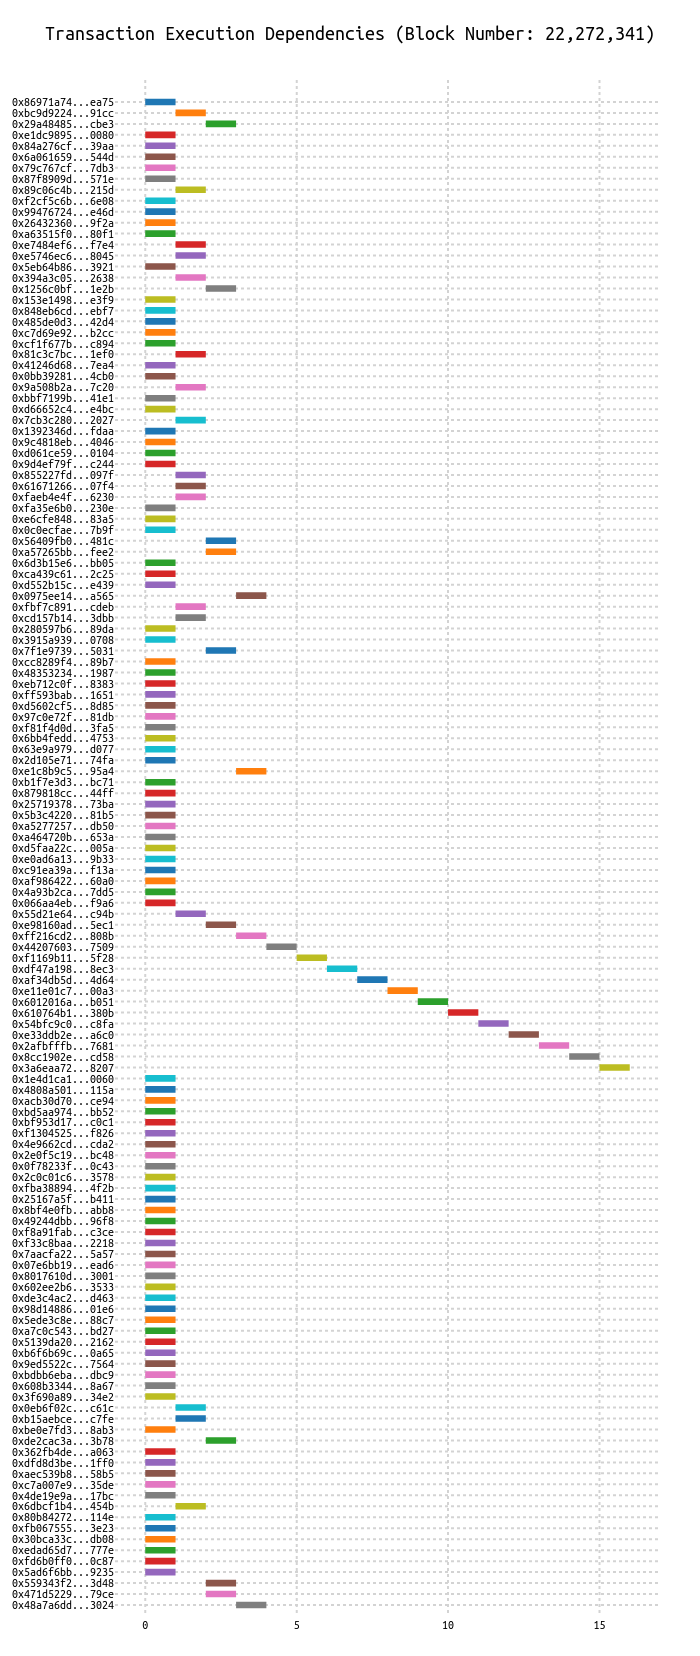 Transaction Execution Dependencies (Block Number: 22,272,341)
0x86971a74...ea75
0xbc9d9224...91cc
0x29a48485...cbe3
0xe1dc9895...0080
0x84a276cf...39aa
0x6a061659...544d
0x79c767cf...7db3
0x87f8909d...571e
0x89c06c4b...215d
0xf2cf5c6b...6e08
0x99476724...e46d
0x26432360...9f2a
0xa63515f0...80f1
0xe7484ef6...f7e4
0xe5746ec6...8045
0x5eb64b86...3921
0x394a3c05...2638
0x1256c0bf...1e2b
0x153e1498...e3f9
0x848eb6cd...ebf7
0x485de0d3...42d4
0xc7d69e92...b2cc
0xcf1f677b...c894
0x81c3c7bc...1ef0
0x41246d68...7ea4
0x0bb39281...4cb0
0x9a508b2a...7c20
0xbbf7199b...41e1
0xd66652c4...e4bc
0x7cb3c280...2027
0x1392346d...fdaa
0x9c4818eb...4046
0xd061ce59...0104
0x9d4ef79f...c244
0x855227fd...097f
0x61671266...07f4
0xfaeb4e4f...6230
0xfa35e6b0...230e
0xe6cfe848...83a5
0x0c0ecfae...7b9f
0x56409fb0...481c
0xa57265bb...fee2
0x6d3b15e6...bb05
0xca439c61...2c25
0xd552b15c...e439
0x0975ee14...a565
0xfbf7c891...cdeb
0xcd157b14...3dbb
0x280597b6...89da
0x3915a939...0708
0x7f1e9739...5031
0xcc8289f4...89b7
0x48353234...1987
0xeb712c0f...8383
0xff593bab...1651
0xd5602cf5...8d85
0x97c0e72f...81db
0xf81f4d0d...3fa5
0x6bb4fedd...4753
0x63e9a979...d077
0x2d105e71...74fa
0xe1c8b9c5...95a4
0xb1f7e3d3...bc71
0x879818cc...44ff
0x25719378...73ba
0x5b3c4220...81b5
0xa5277257...db50
0xa464720b...653a
0xd5faa22c...005a
0xe0ad6a13...9b33
0xc91ea39a...f13a
0xaf986422...60a0
0x4a93b2ca...7dd5
0x066aa4eb...f9a6
0x55d21e64...c94b
0xe98160ad...5ec1
0xff216cd2...808b
0x44207603...7509
0xf1169b11...5f28
0xdf47a198...8ec3
0xaf34db5d...4d64
0xe11e01c7...00a3
0x6012016a...b051
0x610764b1...380b
0x54bfc9c0...c8fa
0xe33ddb2e...a6c0
0x2afbfffb...7681
0x8cc1902e...cd58
0x3a6eaa72...8207
0x1e4d1ca1...0060
0x4808a501...115a
0xacb30d70...ce94
0xbd5aa974...bb52
0xbf953d17...c0c1
0xf1304525...f826
0x4e9662cd...cda2
0x2e0f5c19...bc48
0x0f78233f...0c43
0x2c0c01c6...3578
0xfba38894...4f2b
0x25167a5f...b411
0x8bf4e0fb...abb8
0x49244dbb...96f8
0xf8a91fab...c3ce
0xf33c8baa...2218
0x7aacfa22...5a57
0x07e6bb19...ead6
0x8017610d...3001
0x602ee2b6...3533
0xde3c4ac2...d463
0x98d14886...01e6
0x5ede3c8e...88c7
0xa7c0c543...bd27
0x5139da20...2162
0xb6f6b69c...0a65
0x9ed5522c...7564
0xbdbb6eba...dbc9
0x608b3344...8a67
0x3f690a89...34e2
0x0eb6f02c...c61c
0xb15aebce...c7fe
0xbe0e7fd3...8ab3
0xde2cac3a...3b78
0x362fb4de...a063
0xdfd8d3be...1ff0
0xaec539b8...58b5
0xc7a007e9...35de
0x4de19e9a...17bc
0x6dbcf1b4...454b
0x80b84272...114e
0xfb067555...3e23
0x30bca33c...db08
0xedad65d7...777e
0xfd6b0ff0...0c87
0x5ad6f6bb...9235
0x559343f2...3d48
0x471d5229...79ce
0x48a7a6dd...3024
0 5 10 15